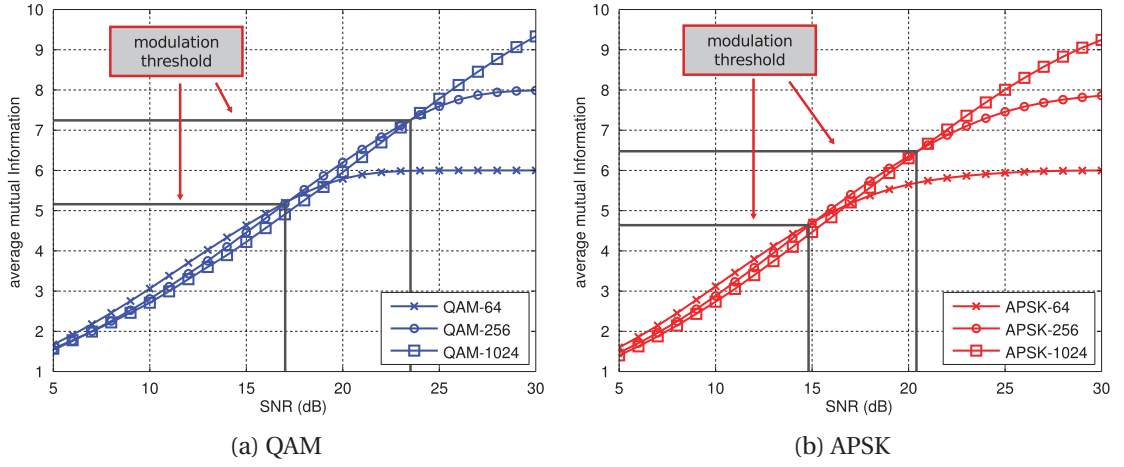 10
9
8
7
6
5
4
3
2
1
average mutual Information
modulation
threshold
QAM-64
QAM-256
QAM-1024
5
10
15
20
25
30
SNR (dB)
(a) QAM
10
9
8
7
6
5
4
3
2
1
average mutual Information
modulation
threshold
APSK-64
APSK-256
APSK-1024
5
10
15
20
25
30
SNR (dB)
(b) APSK